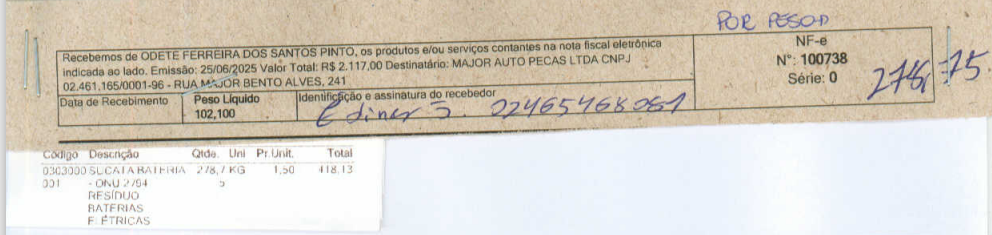 POR PESO
Recebemos de ODETE FERREIRA DOS SANTOS PINTO, os produtos e/ou serviços contantes na nota fiscal eletrônica
indicada ao lado. Emissão: 25/06/2025 Valor Total: R$ 2.117,00 Destinatário: MAJOR AUTO PECAS LTDA CNPJ
02.461.165/0001-96 - RUA MAJOR BENTO ALVES, 241
NF-e
N°: 100738
Série: 0
Data de Recebimento
Peso Líquido
102,100
Identificação e assinatura do recebedor
02465468081
278,75
Código Descrição Qtde. Uni Pr.Unit. Total
0303000 SUCATA BATERIA 278,7 KG 1,50 418,13
001 - ONU 2794 5
RESÍDUO
BATERIAS
ELÉTRICAS